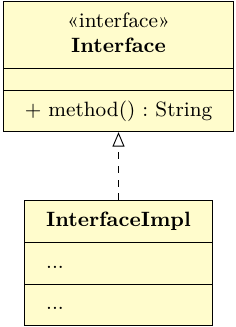 «interface»
Interface
+ method() : String
InterfaceImpl
...
...